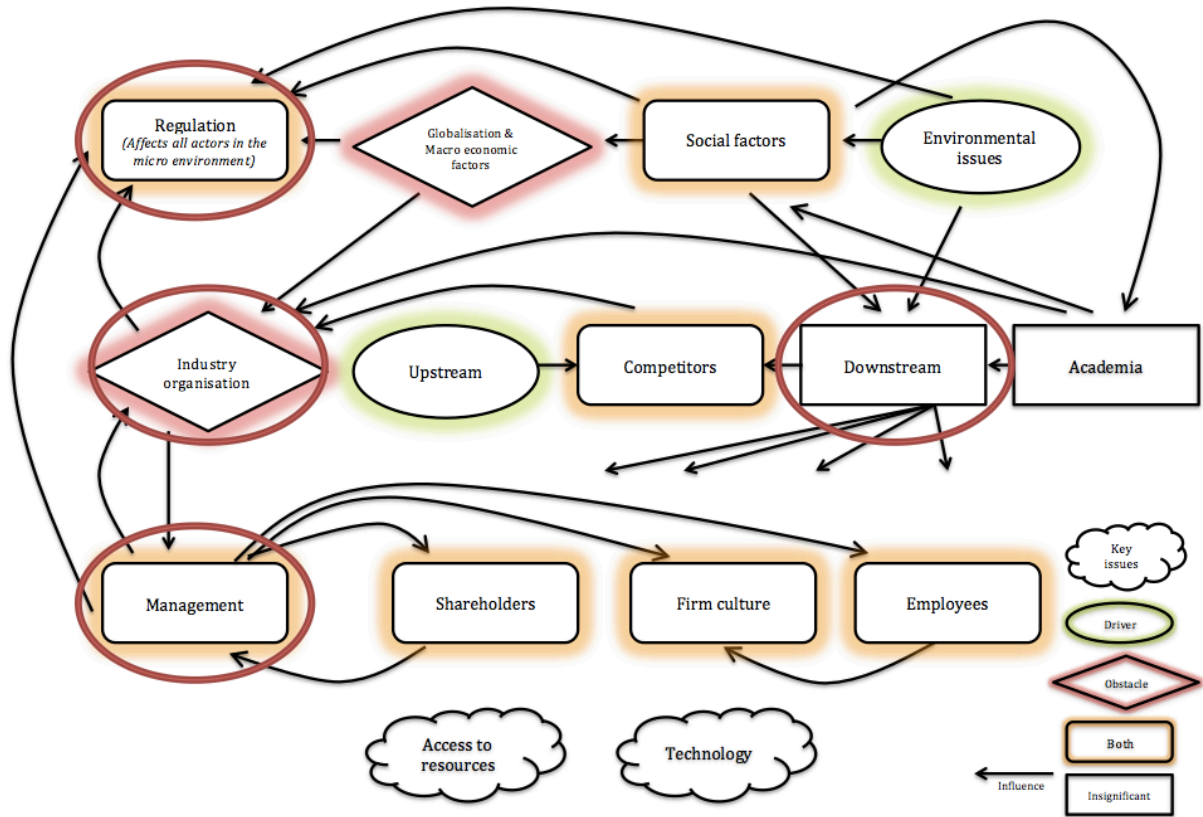 Regulation
(Affects all actors in the
micro environment)
Globalisation &
Macro economic
factors
Social factors
Environmental
issues
Industry
organisation
Upstream
Competitors
Downstream
Academia
Management
Shareholders
Firm culture
Employees
Access to
resources
Technology
Key
issues
Driver
Obstacle
Both
Influence
Insignificant